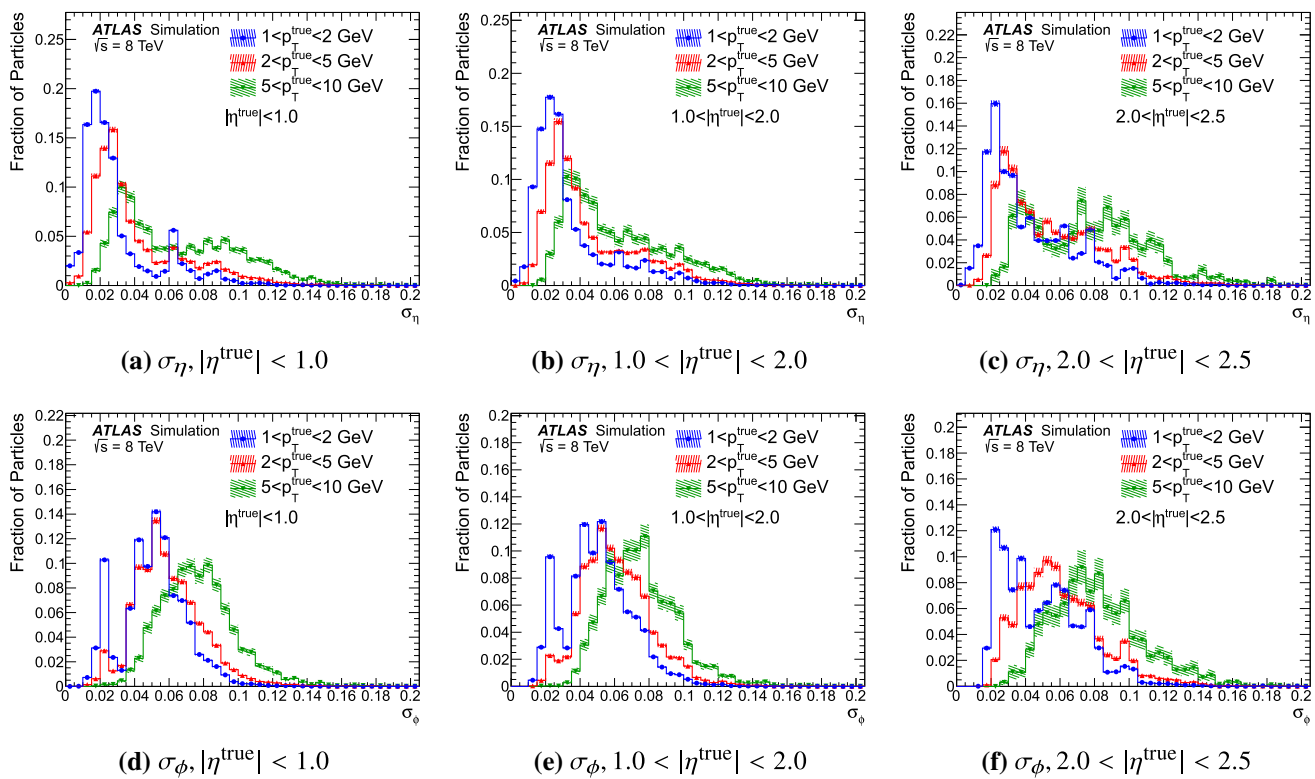 ATLAS Simulation
√s = 8 TeV
1<p_T^true<2 GeV
2<p_T^true<5 GeV
5<p_T^true<10 GeV
|η^true|<1.0
Fraction of Particles
0.25
0.2
0.15
0.1
0.05
0
0 0.02 0.04 0.06 0.08 0.1 0.12 0.14 0.16 0.18 0.2
σ_η
(a) σ_η, |η^true| < 1.0
ATLAS Simulation
√s = 8 TeV
1<p_T^true<2 GeV
2<p_T^true<5 GeV
5<p_T^true<10 GeV
1.0<|η^true|<2.0
Fraction of Particles
0.25
0.2
0.15
0.1
0.05
0
0 0.02 0.04 0.06 0.08 0.1 0.12 0.14 0.16 0.18 0.2
σ_η
(b) σ_η, 1.0 < |η^true| < 2.0
ATLAS Simulation
√s = 8 TeV
1<p_T^true<2 GeV
2<p_T^true<5 GeV
5<p_T^true<10 GeV
2.0<|η^true|<2.5
Fraction of Particles
0.22
0.2
0.18
0.16
0.14
0.12
0.1
0.08
0.06
0.04
0.02
0
0 0.02 0.04 0.06 0.08 0.1 0.12 0.14 0.16 0.18 0.2
σ_η
(c) σ_η, 2.0 < |η^true| < 2.5
ATLAS Simulation
√s = 8 TeV
1<p_T^true<2 GeV
2<p_T^true<5 GeV
5<p_T^true<10 GeV
|η^true|<1.0
Fraction of Particles
0.22
0.2
0.18
0.16
0.14
0.12
0.1
0.08
0.06
0.04
0.02
0
0 0.02 0.04 0.06 0.08 0.1 0.12 0.14 0.16 0.18 0.2
σ_ϕ
(d) σ_ϕ, |η^true| < 1.0
ATLAS Simulation
√s = 8 TeV
1<p_T^true<2 GeV
2<p_T^true<5 GeV
5<p_T^true<10 GeV
1.0<|η^true|<2.0
Fraction of Particles
0.2
0.18
0.16
0.14
0.12
0.1
0.08
0.06
0.04
0.02
0
0 0.02 0.04 0.06 0.08 0.1 0.12 0.14 0.16 0.18 0.2
σ_ϕ
(e) σ_ϕ, 1.0 < |η^true| < 2.0
ATLAS Simulation
√s = 8 TeV
1<p_T^true<2 GeV
2<p_T^true<5 GeV
5<p_T^true<10 GeV
2.0<|η^true|<2.5
Fraction of Particles
0.2
0.18
0.16
0.14
0.12
0.1
0.08
0.06
0.04
0.02
0
0 0.02 0.04 0.06 0.08 0.1 0.12 0.14 0.16 0.18 0.2
σ_ϕ
(f) σ_ϕ, 2.0 < |η^true| < 2.5